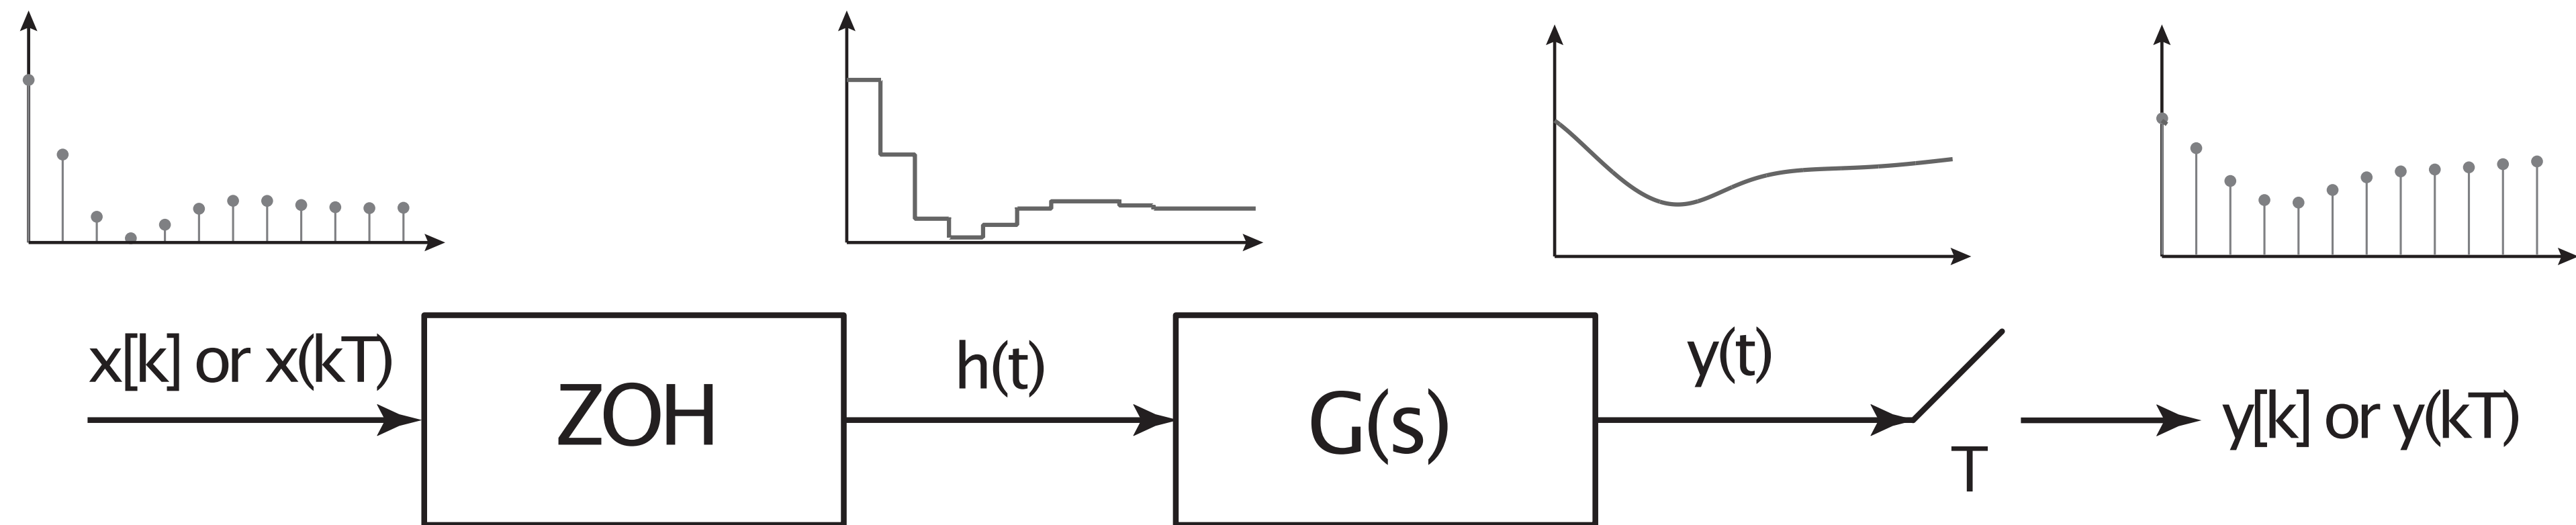 x[k] or x(kT)
ZOH
h(t)
G(s)
y(t)
T
y[k] or y(kT)